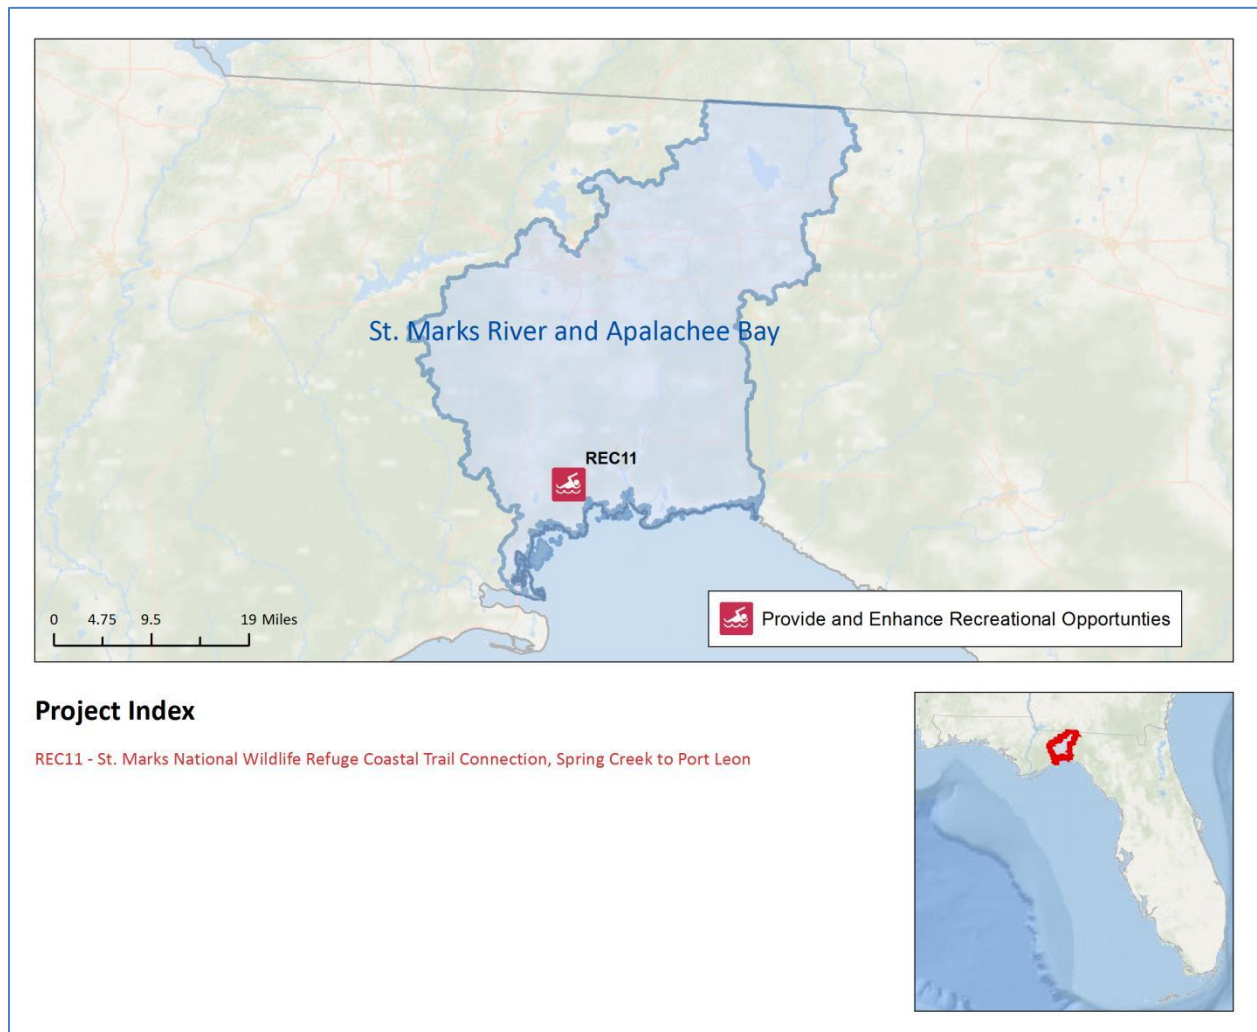 St. Marks River and Apalachee Bay
REC11
0 4.75 9.5 19 Miles
Provide and Enhance Recreational Opportunties
Project Index
REC11 - St. Marks National Wildlife Refuge Coastal Trail Connection, Spring Creek to Port Leon